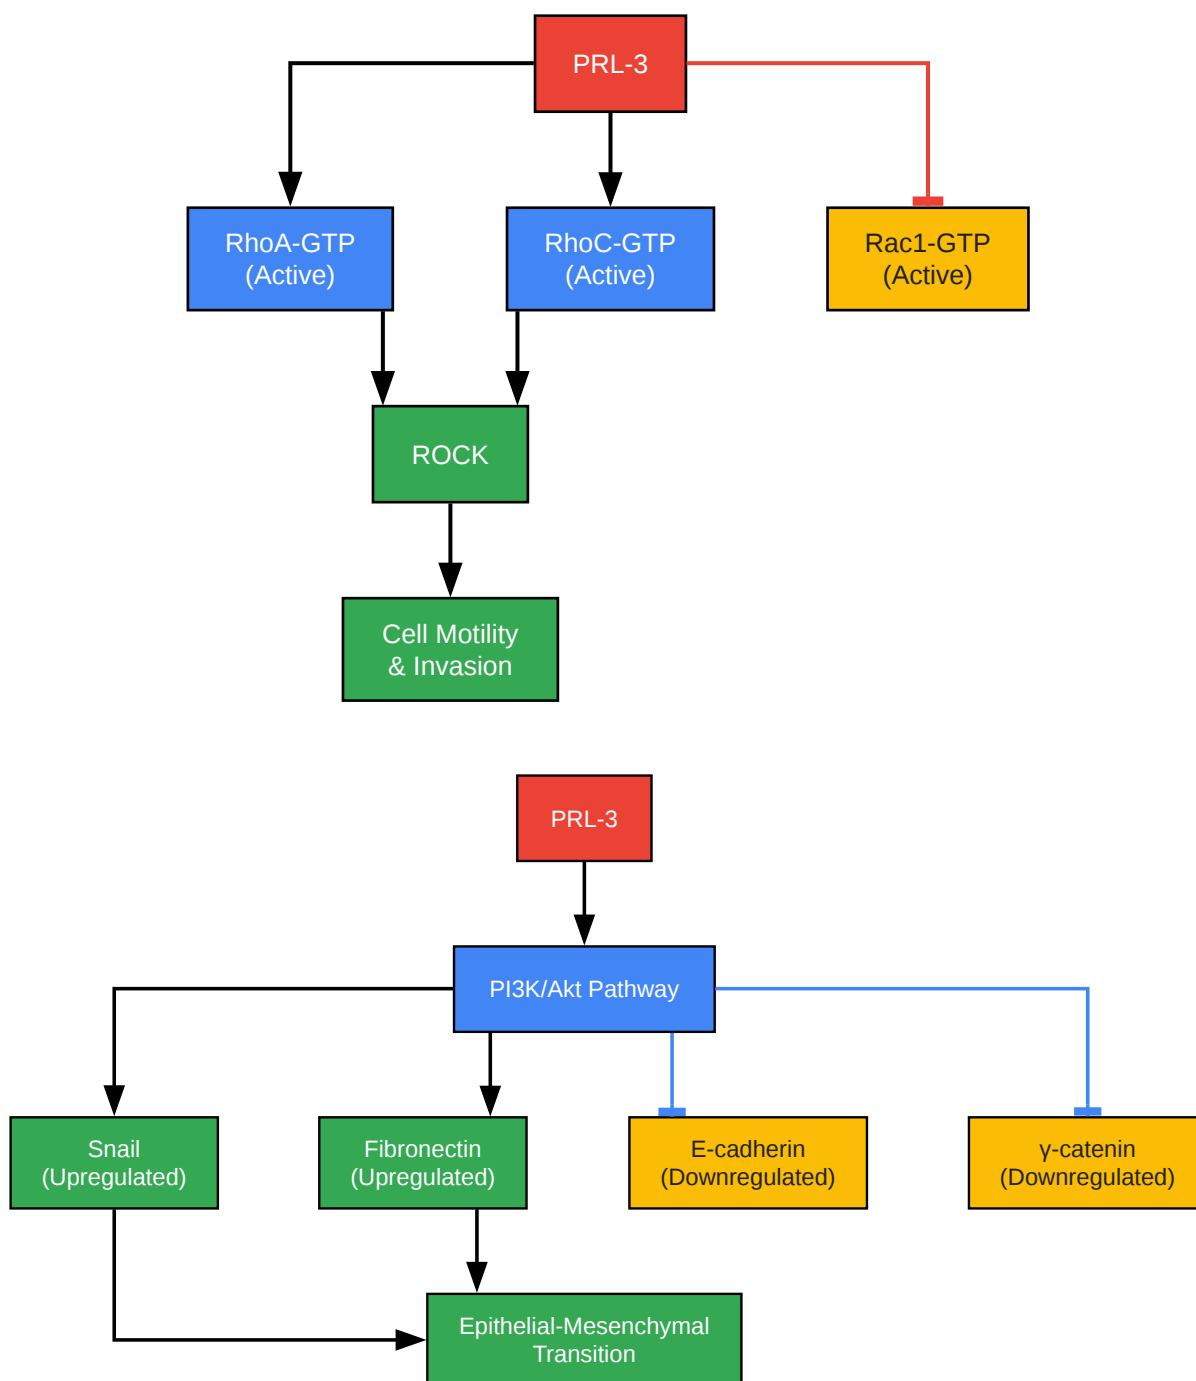 PRL-3
RhoA-GTP
(Active)
RhoC-GTP
(Active)
Rac1-GTP
(Active)
ROCK
Cell Motility
& Invasion
PRL-3
PI3K/Akt Pathway
Snail
(Upregulated)
Fibronectin
(Upregulated)
E-cadherin
(Downregulated)
γ-catenin
(Downregulated)
Epithelial-Mesenchymal
Transition